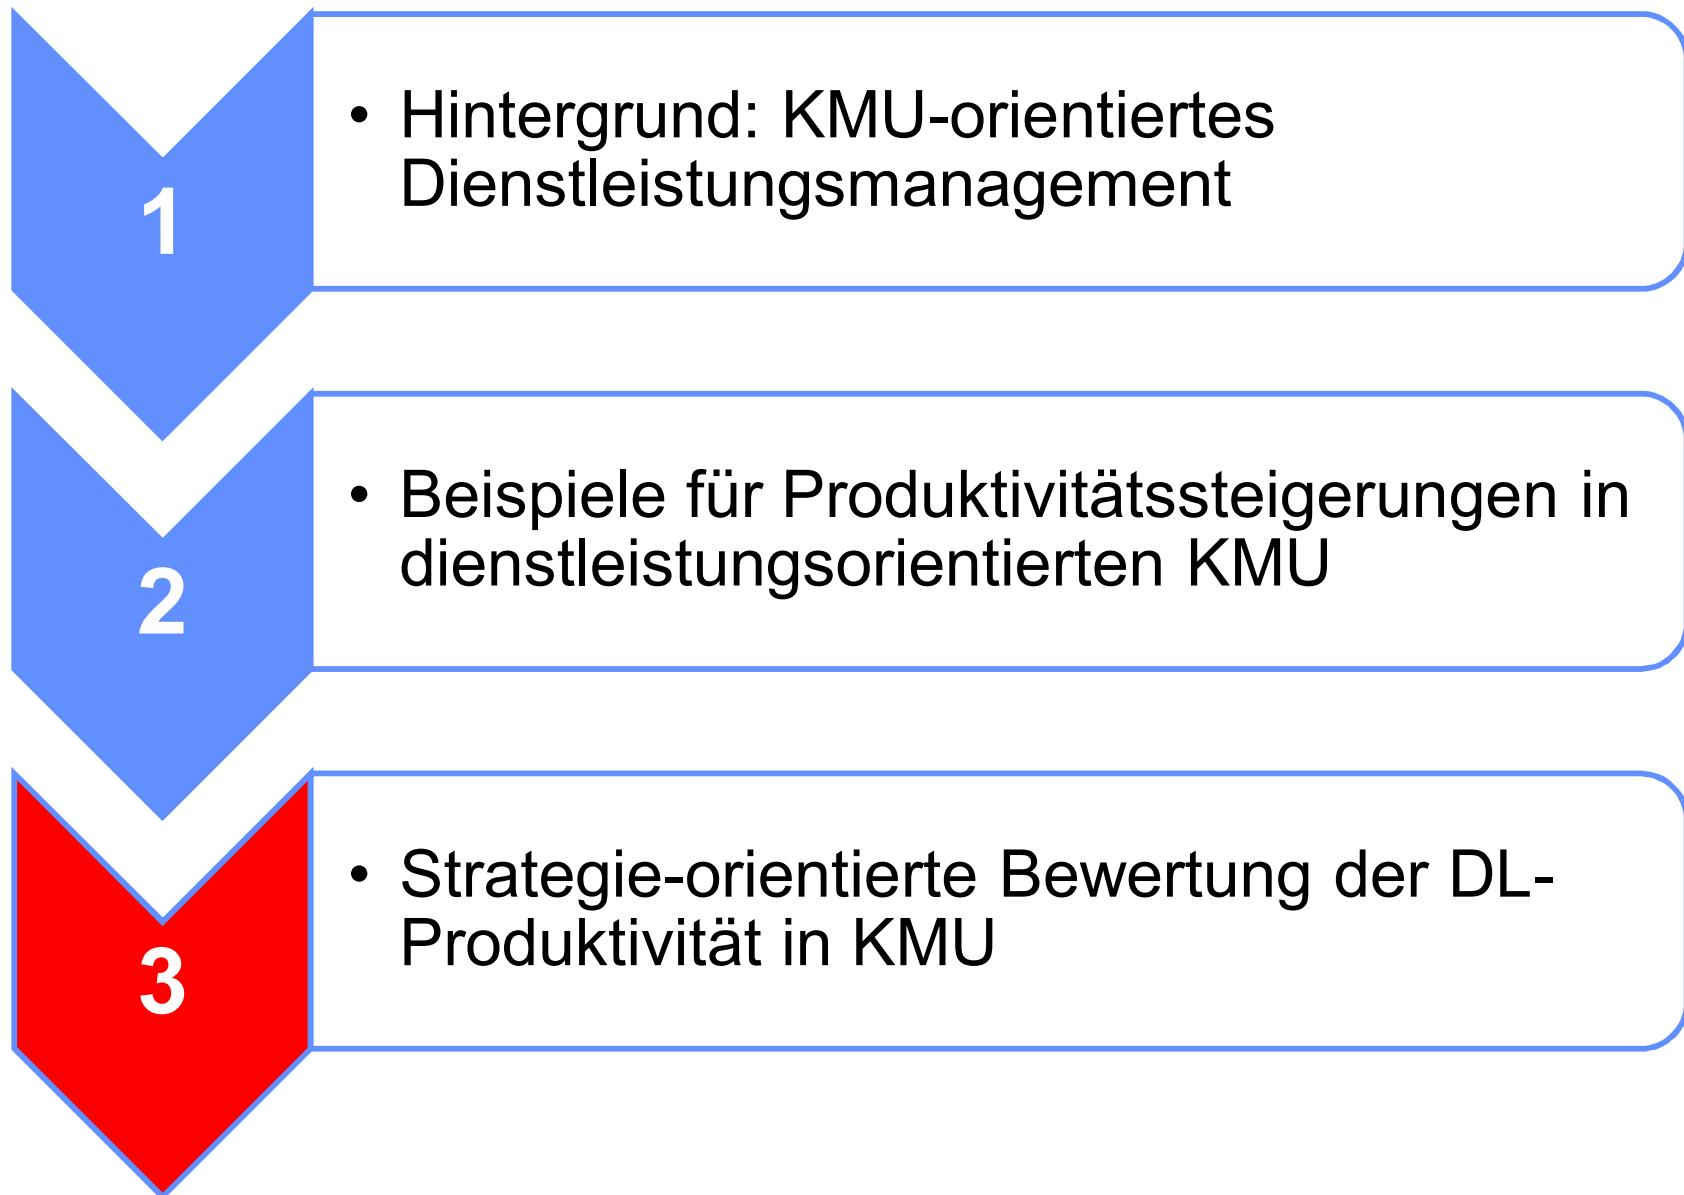 1
• Hintergrund: KMU-orientiertes
Dienstleistungsmanagement
2
• Beispiele für Produktivitätssteigerungen in
dienstleistungsorientierten KMU
3
• Strategie-orientierte Bewertung der DL-
Produktivität in KMU